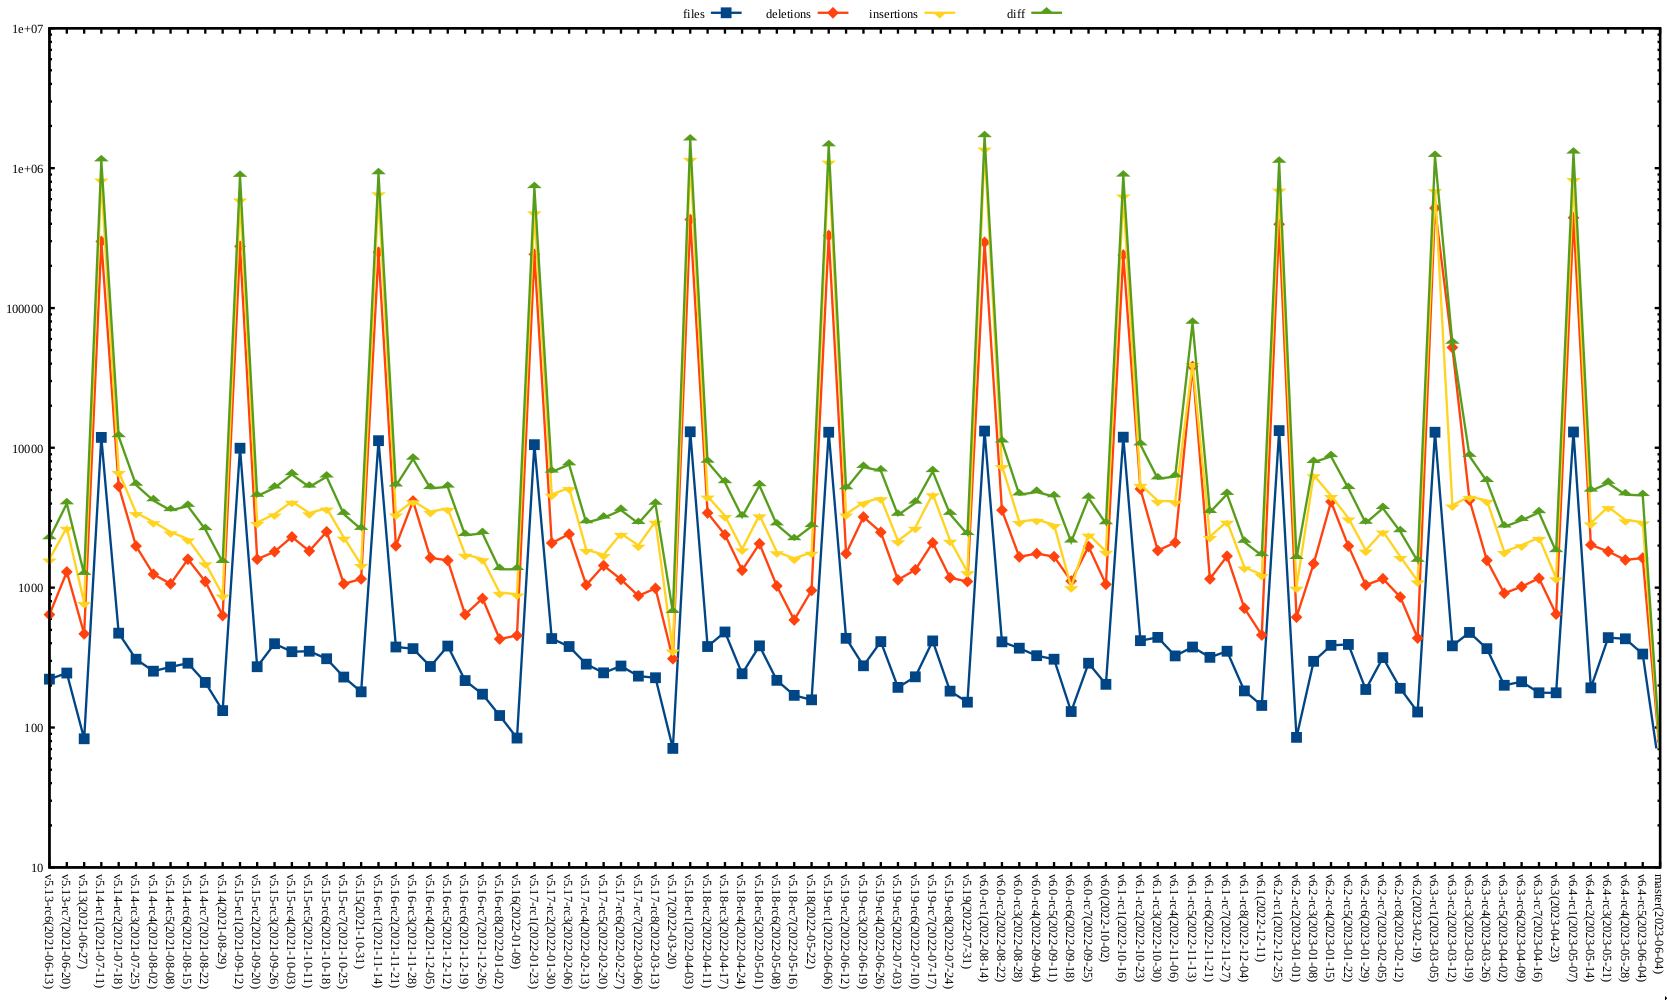 files
deletions
insertions
diff
1e+07
1e+06
100000
10000
1000
100
10
v5.13-rc6(2021-06-13)
v5.13-rc7(2021-06-20)
v5.13(2021-06-27)
v5.14-rc1(2021-07-11)
v5.14-rc2(2021-07-18)
v5.14-rc3(2021-07-25)
v5.14-rc4(2021-08-02)
v5.14-rc5(2021-08-08)
v5.14-rc6(2021-08-15)
v5.14-rc7(2021-08-22)
v5.14(2021-08-29)
v5.15-rc1(2021-09-12)
v5.15-rc2(2021-09-20)
v5.15-rc3(2021-09-26)
v5.15-rc4(2021-10-03)
v5.15-rc5(2021-10-11)
v5.15-rc6(2021-10-18)
v5.15-rc7(2021-10-25)
v5.15(2021-10-31)
v5.16-rc1(2021-11-14)
v5.16-rc2(2021-11-21)
v5.16-rc3(2021-11-28)
v5.16-rc4(2021-12-05)
v5.16-rc5(2021-12-12)
v5.16-rc6(2021-12-19)
v5.16-rc7(2021-12-26)
v5.16-rc8(2022-01-02)
v5.16(2022-01-09)
v5.17-rc1(2022-01-23)
v5.17-rc2(2022-01-30)
v5.17-rc3(2022-02-06)
v5.17-rc4(2022-02-13)
v5.17-rc5(2022-02-20)
v5.17-rc6(2022-02-27)
v5.17-rc7(2022-03-06)
v5.17-rc8(2022-03-13)
v5.17(2022-03-20)
v5.18-rc1(2022-04-03)
v5.18-rc2(2022-04-11)
v5.18-rc3(2022-04-17)
v5.18-rc4(2022-04-24)
v5.18-rc5(2022-05-01)
v5.18-rc6(2022-05-08)
v5.18-rc7(2022-05-16)
v5.18(2022-05-22)
v5.19-rc1(2022-06-06)
v5.19-rc2(2022-06-12)
v5.19-rc3(2022-06-19)
v5.19-rc4(2022-06-26)
v5.19-rc5(2022-07-03)
v5.19-rc6(2022-07-10)
v5.19-rc7(2022-07-17)
v5.19-rc8(2022-07-24)
v5.19(2022-07-31)
v6.0-rc1(2022-08-14)
v6.0-rc2(2022-08-22)
v6.0-rc3(2022-08-28)
v6.0-rc4(2022-09-04)
v6.0-rc5(2022-09-11)
v6.0-rc6(2022-09-18)
v6.0-rc7(2022-09-25)
v6.0(2022-10-02)
v6.1-rc1(2022-10-16)
v6.1-rc2(2022-10-23)
v6.1-rc3(2022-10-30)
v6.1-rc4(2022-11-06)
v6.1-rc5(2022-11-13)
v6.1-rc6(2022-11-21)
v6.1-rc7(2022-11-27)
v6.1-rc8(2022-12-04)
v6.1(2022-12-11)
v6.2-rc1(2022-12-25)
v6.2-rc2(2023-01-01)
v6.2-rc3(2023-01-08)
v6.2-rc4(2023-01-15)
v6.2-rc5(2023-01-22)
v6.2-rc6(2023-01-29)
v6.2-rc7(2023-02-05)
v6.2-rc8(2023-02-12)
v6.2(2023-02-19)
v6.3-rc1(2023-03-05)
v6.3-rc2(2023-03-12)
v6.3-rc3(2023-03-19)
v6.3-rc4(2023-03-26)
v6.3-rc5(2023-04-02)
v6.3-rc6(2023-04-09)
v6.3-rc7(2023-04-16)
v6.3(2023-04-23)
v6.4-rc1(2023-05-07)
v6.4-rc2(2023-05-14)
v6.4-rc3(2023-05-21)
v6.4-rc4(2023-05-28)
v6.4-rc5(2023-06-04)
master(2023-06-04)